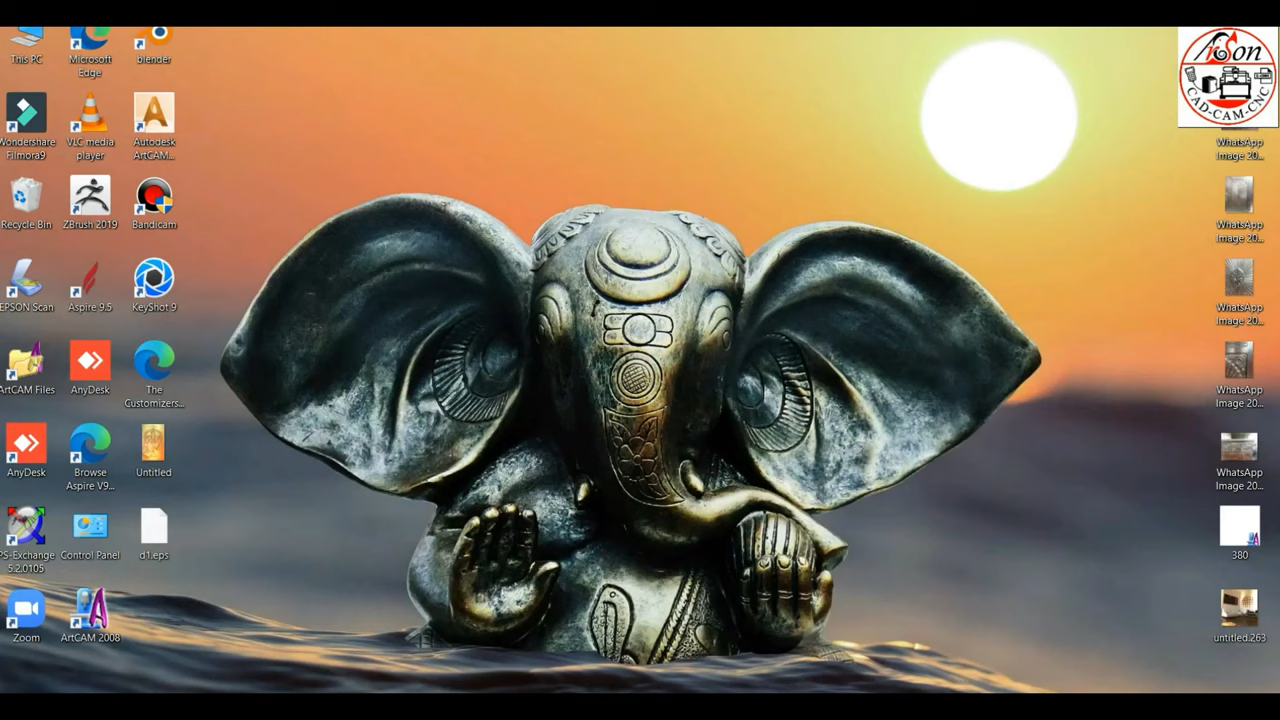 This PC
Microsoft
Edge
blender
Wondershare
Filmora9
VLC media
player
Autodesk
ArtCAM...
Recycle Bin
ZBrush 2019
Bandicam
EPSON Scan
Aspire 9.5
KeyShot 9
ArtCAM Files
AnyDesk
The
Customizers...
AnyDesk
Browse
Aspire V9...
Untitled
PS-Exchange
5.2.0105
Control Panel
d1.eps
Zoom
ArtCAM 2008
CAD-CAM-CNC
WhatsApp
Image 20...
WhatsApp
Image 20...
WhatsApp
Image 20...
WhatsApp
Image 20...
WhatsApp
Image 20...
380
untitled.263